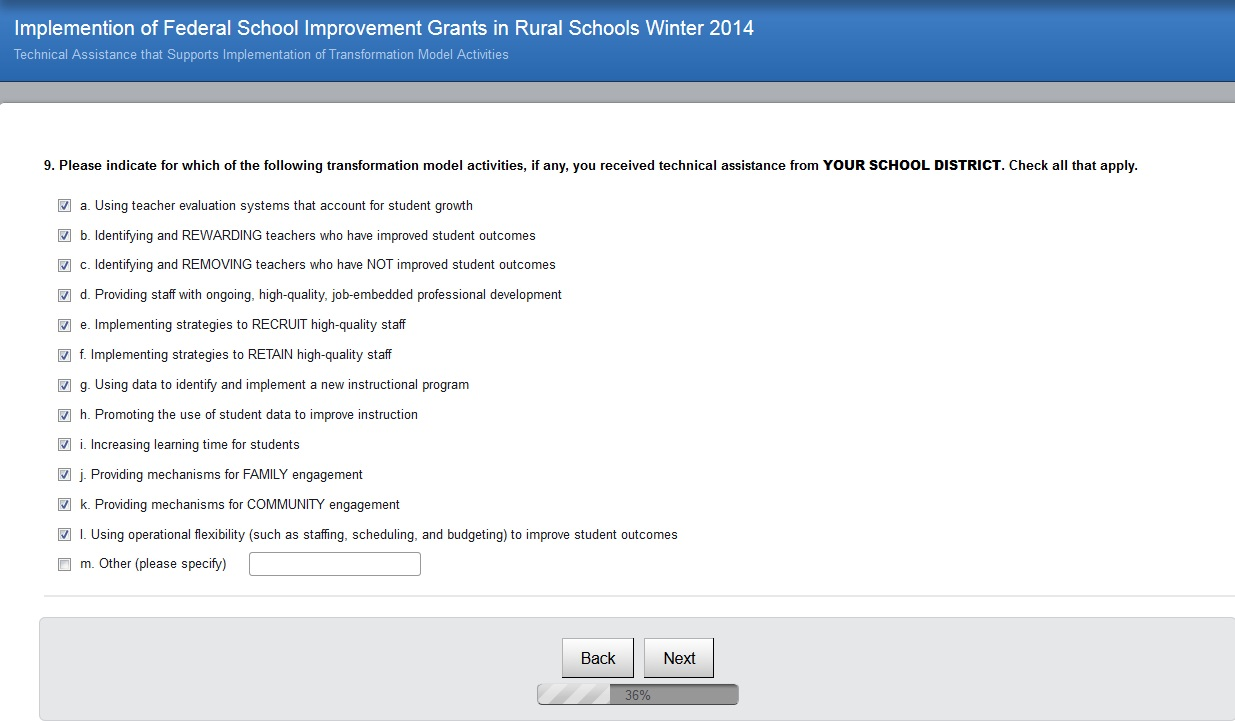 Implemention of Federal School Improvement Grants in Rural Schools Winter 2014
Technical Assistance that Supports Implementation of Transformation Model Activities
9. Please indicate for which of the following transformation model activities, if any, you received technical assistance from YOUR SCHOOL DISTRICT. Check all that apply.
a. Using teacher evaluation systems that account for student growth
b. Identifying and REWARDING teachers who have improved student outcomes
c. Identifying and REMOVING teachers who have NOT improved student outcomes
d. Providing staff with ongoing, high-quality, job-embedded professional development
e. Implementing strategies to RECRUIT high-quality staff
f. Implementing strategies to RETAIN high-quality staff
g. Using data to identify and implement a new instructional program
h. Promoting the use of student data to improve instruction
i. Increasing learning time for students
j. Providing mechanisms for FAMILY engagement
k. Providing mechanisms for COMMUNITY engagement
l. Using operational flexibility (such as staffing, scheduling, and budgeting) to improve student outcomes
m. Other (please specify)
Back Next
36%